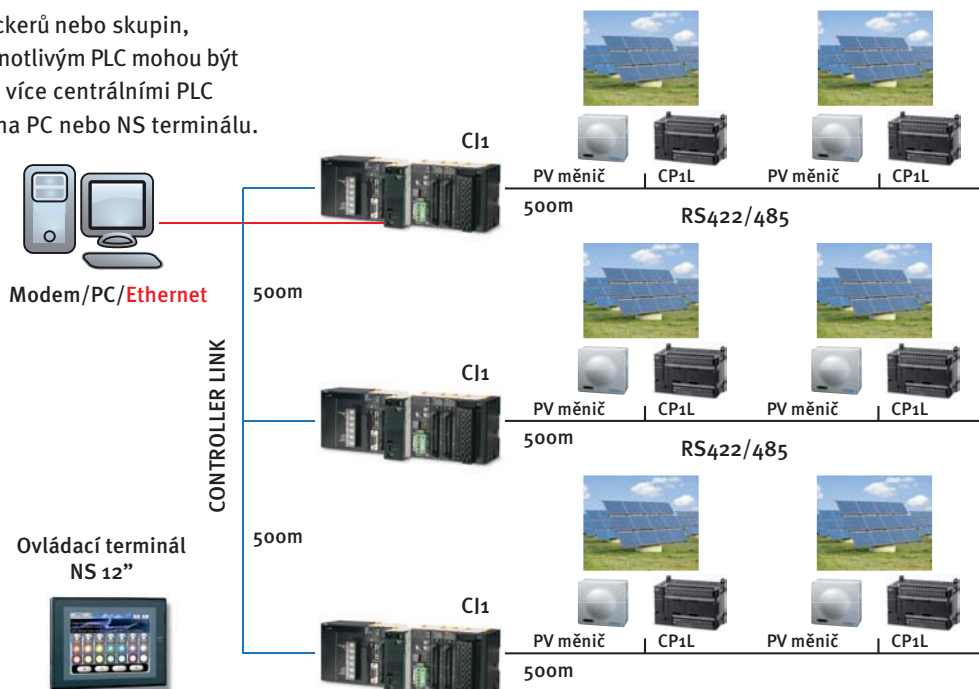 ckerů nebo skupin,
notlivým PLC mohou být
více centrálními PLC
na PC nebo NS terminálu.
CJ1
PV měnič CP1L PV měnič CP1L
500m
RS422/485
Modem/PC/Ethernet
500m
CONTROLLER LINK
CJ1
PV měnič CP1L PV měnič CP1L
500m
RS422/485
500m
Ovládací terminál
NS 12”
CJ1
PV měnič CP1L PV měnič CP1L
500m